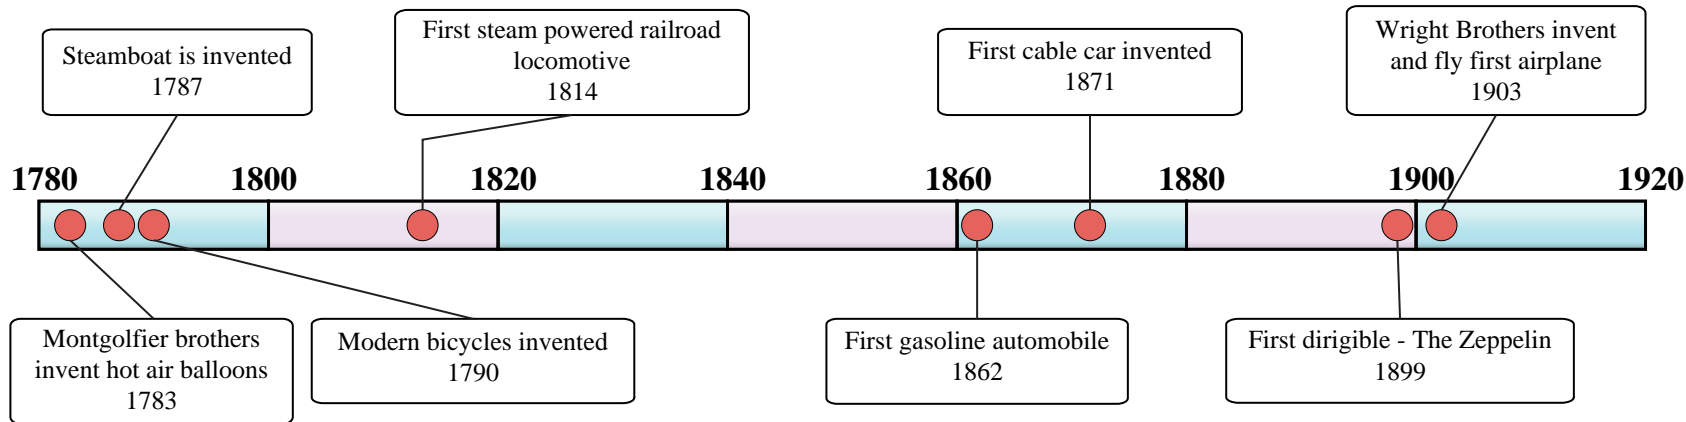 Steamboat is invented
1787
First steam powered railroad
locomotive
1814
First cable car invented
1871
Wright Brothers invent
and fly first airplane
1903
1780
1800
1820
1840
1860
1880
1900
1920
Montgolfier brothers
invent hot air balloons
1783
Modern bicycles invented
1790
First gasoline automobile
1862
First dirigible - The Zeppelin
1899